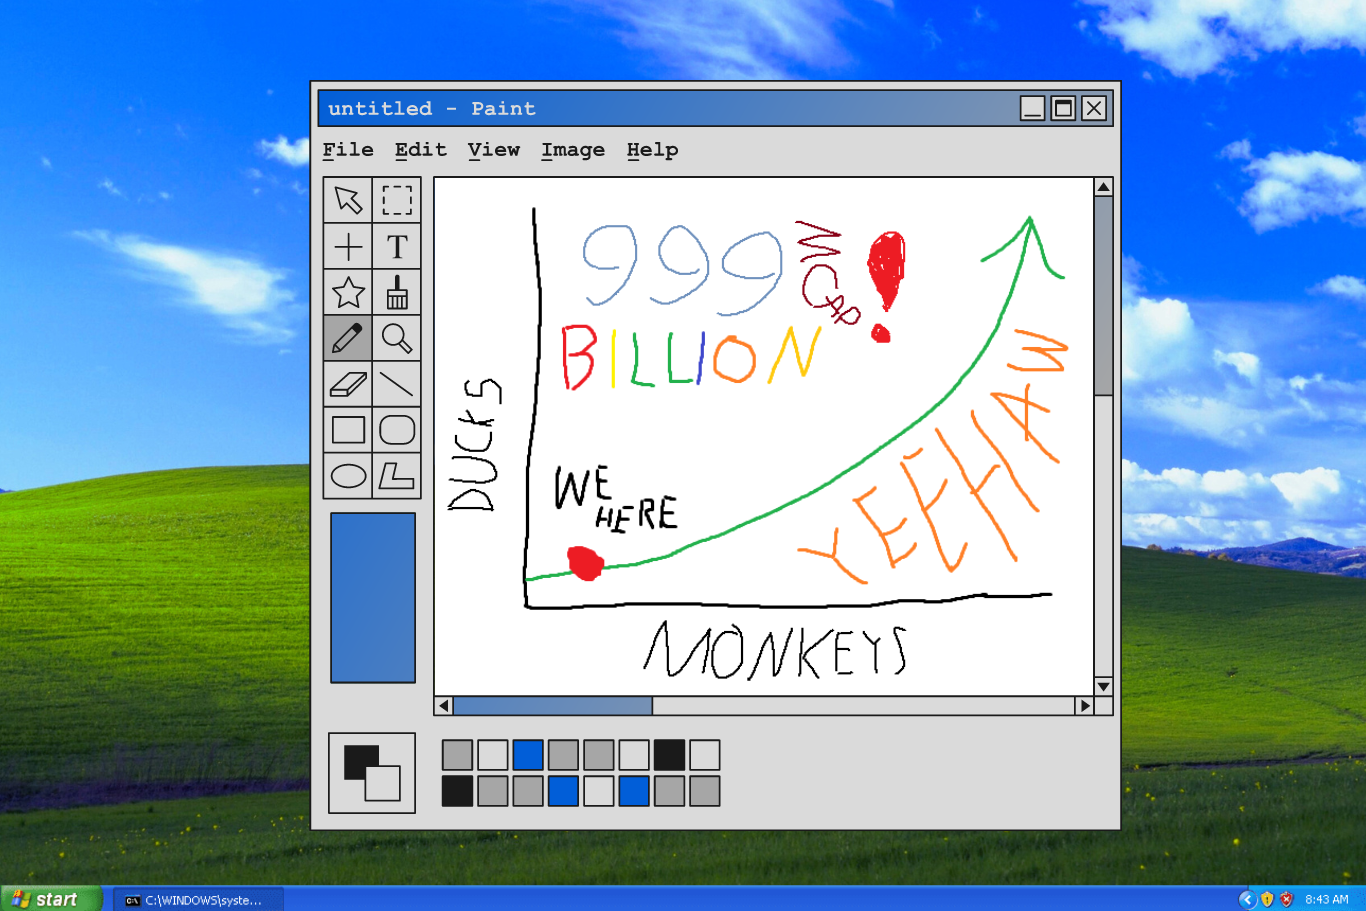 untitled - Paint
File Edit View Image Help
T
999 MCAP !
BILLION
DUCKS
WE
HERE
YEEHAW
MONKEYS
start
C:\WINDOWS\syste...
8:43 AM